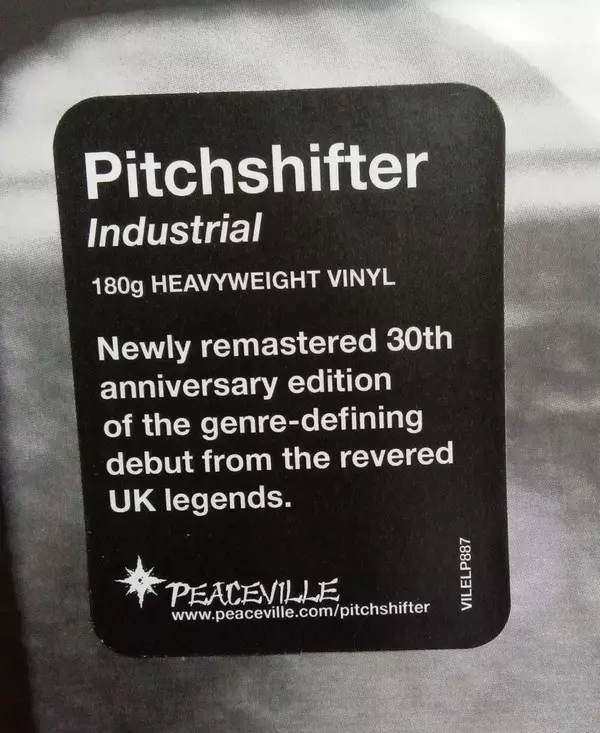 Pitchshifter
Industrial
180g HEAVYWEIGHT VINYL
Newly remastered 30th
anniversary edition
of the genre-defining
debut from the revered
UK legends.
PEACEVILLE
www.peaceville.com/pitchshifter
VILELP887